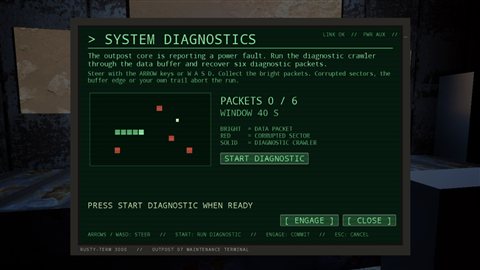 > SYSTEM DIAGNOSTICS
LINK OK // PWR AUX //
The outpost core is reporting a power fault. Run the diagnostic crawler
through the data buffer and recover six diagnostic packets.
Steer with the ARROW keys or W A S D. Collect the bright packets. Corrupted sectors, the
buffer edge or your own trail abort the run.
PACKETS 0 / 6
WINDOW 40 S
BRIGHT = DATA PACKET
RED = CORRUPTED SECTOR
SOLID = DIAGNOSTIC CRAWLER
START DIAGNOSTIC
PRESS START DIAGNOSTIC WHEN READY
[ ENGAGE ] [ CLOSE ]
ARROWS / WASD: STEER // START: RUN DIAGNOSTIC // ENGAGE: COMMIT // ESC: CANCEL
RUSTY-TERM 3000 // OUTPOST 07 MAINTENANCE TERMINAL